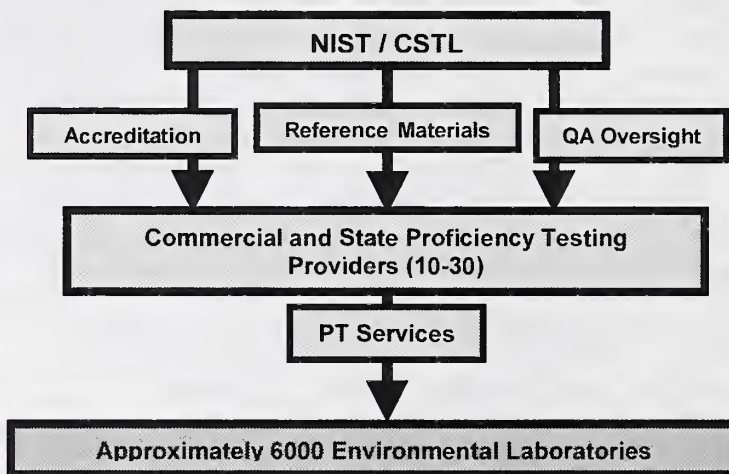 NIST / CSTL
Accreditation
Reference Materials
QA Oversight
Commercial and State Proficiency Testing
Providers (10-30)
PT Services
Approximately 6000 Environmental Laboratories